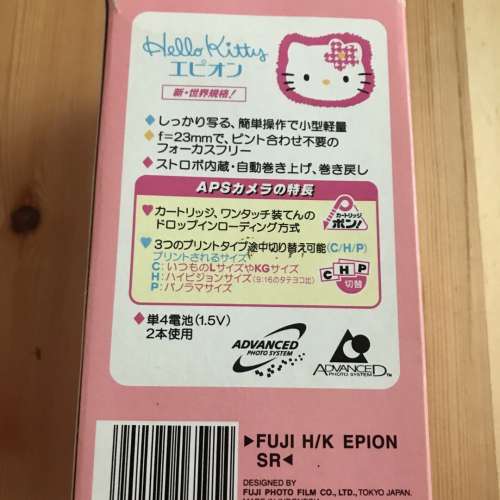 Hello Kitty
エピオン
新・世界規格!
◆しっかり写る、簡単操作で小型軽量
◆f=23mmで、ピント合わせ不要の
フォーカスフリー
◆ストロボ内蔵・自動巻き上げ、巻き戻し
APSカメラの特長
♥カートリッジ、ワンタッチ装てんの
ドロップインローディング方式
カートリッジ
ポン!
♥3つのプリントタイプ途中切り替え可能(C/H/P)
プリントされるサイズ
C:いつものLサイズやKGサイズ
H:ハイビジョンサイズ(9:16のタテヨコ比)
P:パノラマサイズ
C H P
切替
◆単4電池(1.5V)
2本使用
ADVANCED
PHOTO SYSTEM
ADVANCED
PHOTO SYSTEM
▶FUJI H/K EPION
SR◀
DESIGNED BY
FUJI PHOTO FILM CO., LTD., TOKYO JAPAN.